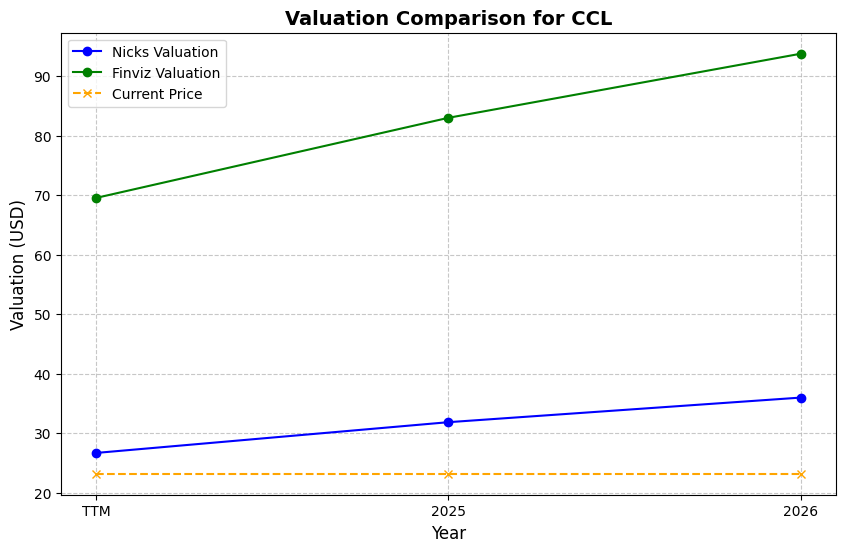 Valuation Comparison for CCL
Nicks Valuation
Finviz Valuation
Current Price
Valuation (USD)
90
80
70
60
50
40
30
20
TTM
2025
2026
Year